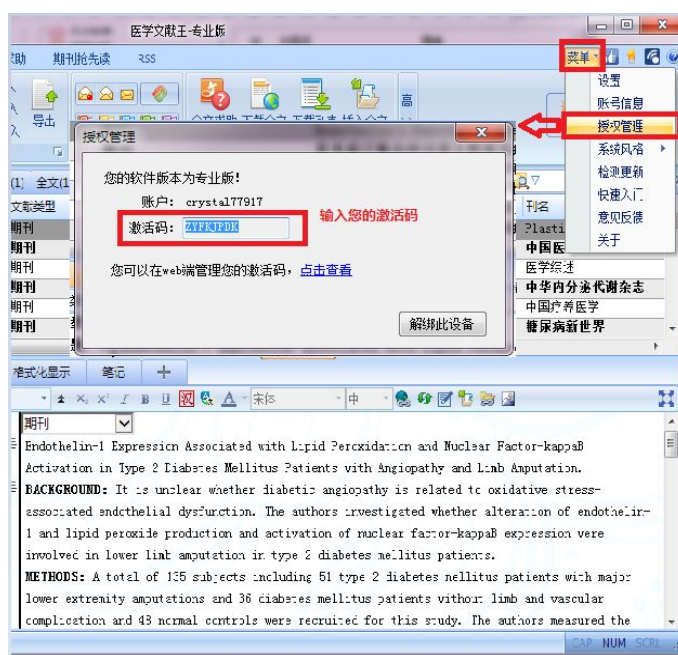 医学文献王-专业版
求助 期刊抢先读 RSS
菜单
设置
账号信息
授权管理
系统风格
检测更新
快速入门
意见反馈
关于
导出
高
授权管理
您的软件版本为专业版!
账户: crystal77917
激活码: ZYFKJPDK
输入您的激活码
您可以在web端管理您的激活码,点击查看
解绑此设备
(1) 全文(1
文献类型
刊名
期刊
Plasti
期刊
中国医
期刊
医学综述
期刊
中华内分泌代谢杂志
期刊
中国疗养医学
期刊
糖尿病新世界
格式化显示 笔记
X₂ X² I B U 汉 A 宋体 中
期刊
Endothelin-1 Expression Associated with Lipid Peroxidation and Nuclear Factor-kappaB
Activation in Type 2 Diabetes Mellitus Patients with Angiopathy and Limb Amputation.
BACKGROUND: It is unclear whether diabetic angiopathy is related to oxidative stress-
associated endothelial dysfunction. The authors investigated whether alteration of endothelin-
1 and lipid peroxide production and activation of nuclear factor-kappaB expression were
involved in lower limb amputation in type 2 diabetes mellitus patients.
METHODS: A total of 135 subjects including 51 type 2 diabetes mellitus patients with major
lower extremity amputations and 36 diabetes mellitus patients without limb and vascular
complication and 48 normal controls were recruited for this study. The authors measured the
CAP NUM SCRL